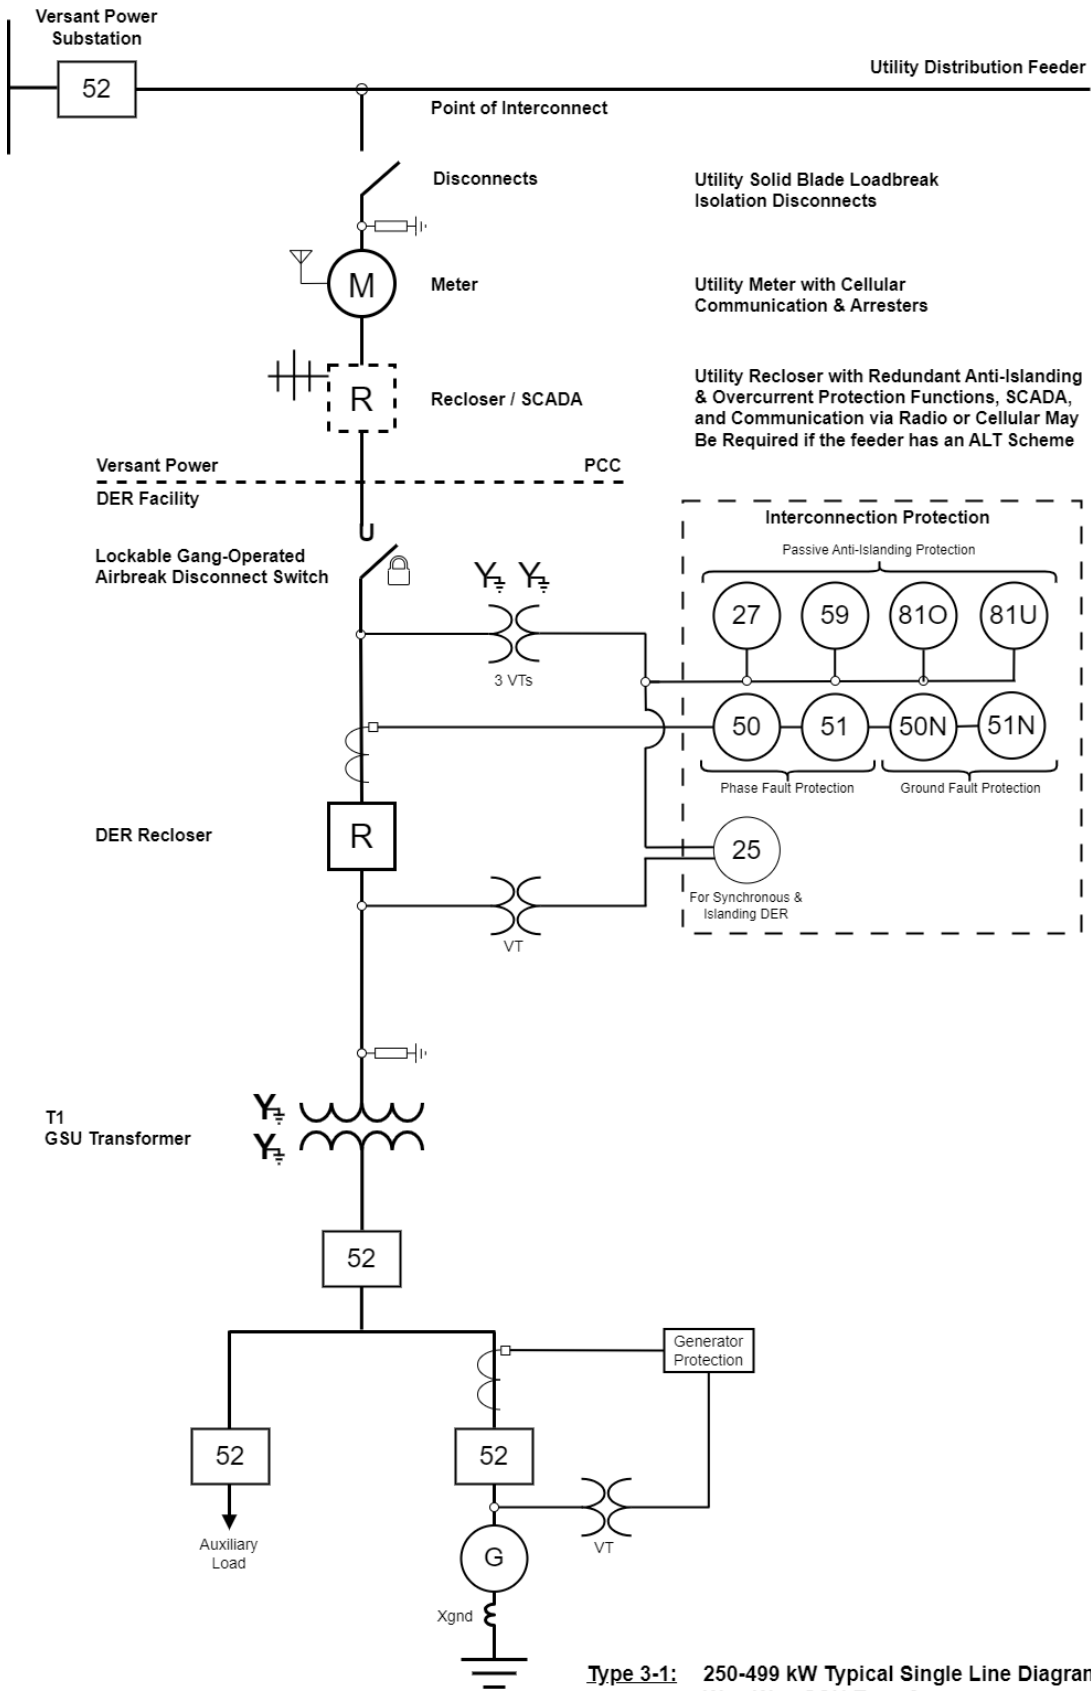 Versant Power
Substation
52
Utility Distribution Feeder
Point of Interconnect
Disconnects
Utility Solid Blade Loadbreak
Isolation Disconnects
M
Meter
Utility Meter with Cellular
Communication & Arresters
R
Recloser / SCADA
Utility Recloser with Redundant Anti-Islanding
& Overcurrent Protection Functions, SCADA,
and Communication via Radio or Cellular May
Be Required if the feeder has an ALT Scheme
Versant Power
PCC
DER Facility
Lockable Gang-Operated
Airbreak Disconnect Switch
Interconnection Protection
Passive Anti-Islanding Protection
27
59
81O
81U
3 VTs
50
51
50N
51N
Phase Fault Protection
Ground Fault Protection
DER Recloser
R
25
For Synchronous &
Islanding DER
VT
T1
GSU Transformer
52
Generator
Protection
52
52
Auxiliary
Load
VT
G
Xgnd
Type 3-1: 250-499 kW Typical Single Line Diagram